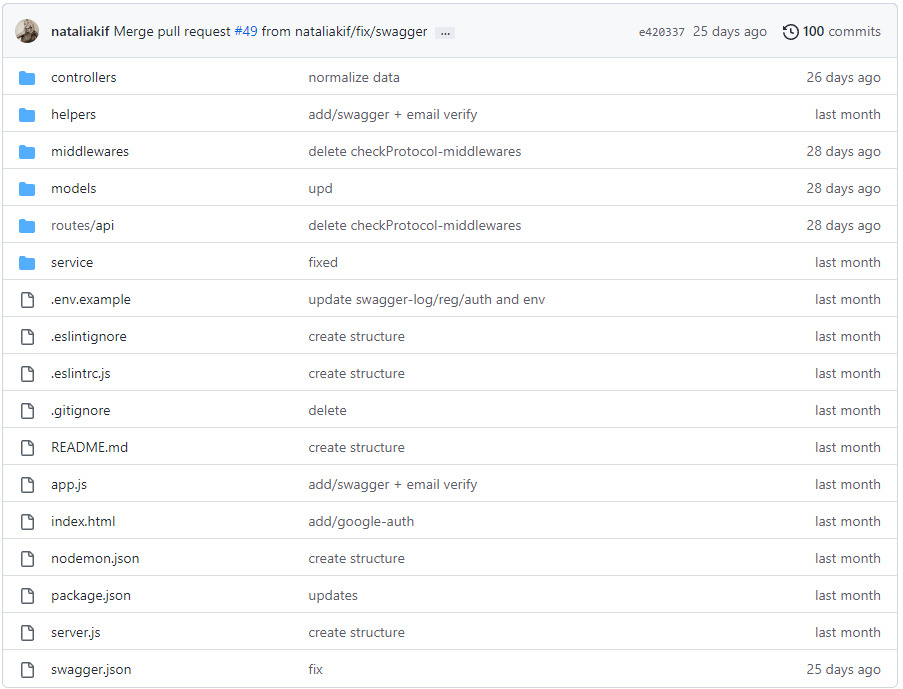 nataliakif Merge pull request #49 from nataliakif/fix/swagger ... e420337 25 days ago 100 commits
controllers normalize data 26 days ago
helpers add/swagger + email verify last month
middlewares delete checkProtocol-middlewares 28 days ago
models upd 28 days ago
routes/api delete checkProtocol-middlewares 28 days ago
service fixed last month
.env.example update swagger-log/reg/auth and env last month
.eslintignore create structure last month
.eslintrc.js create structure last month
.gitignore delete last month
README.md create structure last month
app.js add/swagger + email verify last month
index.html add/google-auth last month
nodemon.json create structure last month
package.json updates last month
server.js create structure last month
swagger.json fix 25 days ago